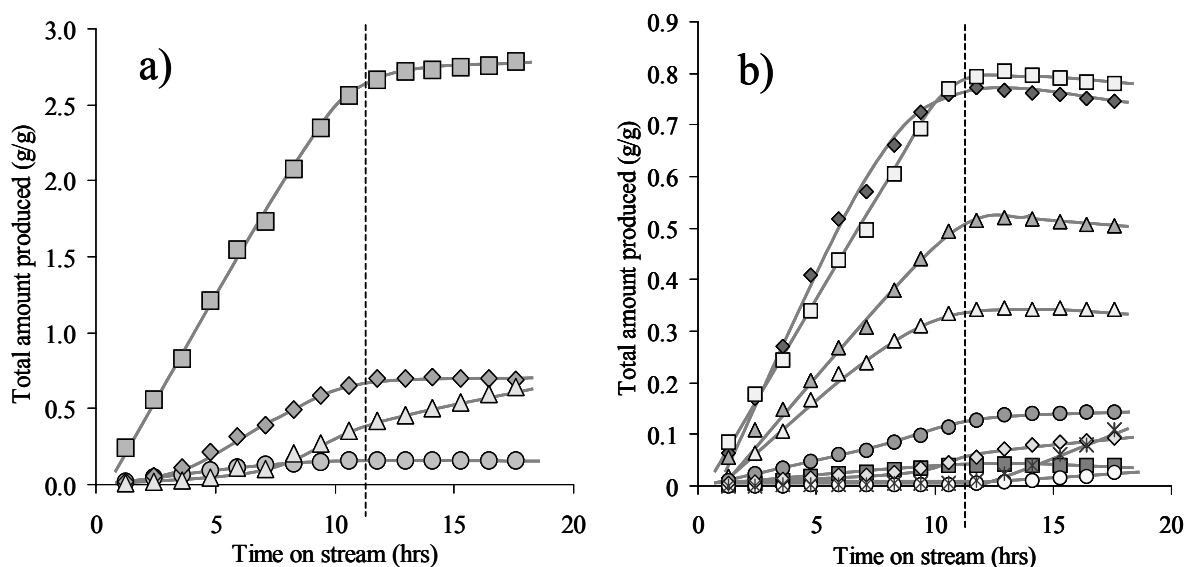 a)
3.0
2.5
2.0
1.5
1.0
0.5
0.0
0 5 10 15 20
Total amount produced (g/g)
Time on stream (hrs)
b)
0.9
0.8
0.7
0.6
0.5
0.4
0.3
0.2
0.1
0
0 5 10 15 20
Total amount produced (g/g)
Time on stream (hrs)